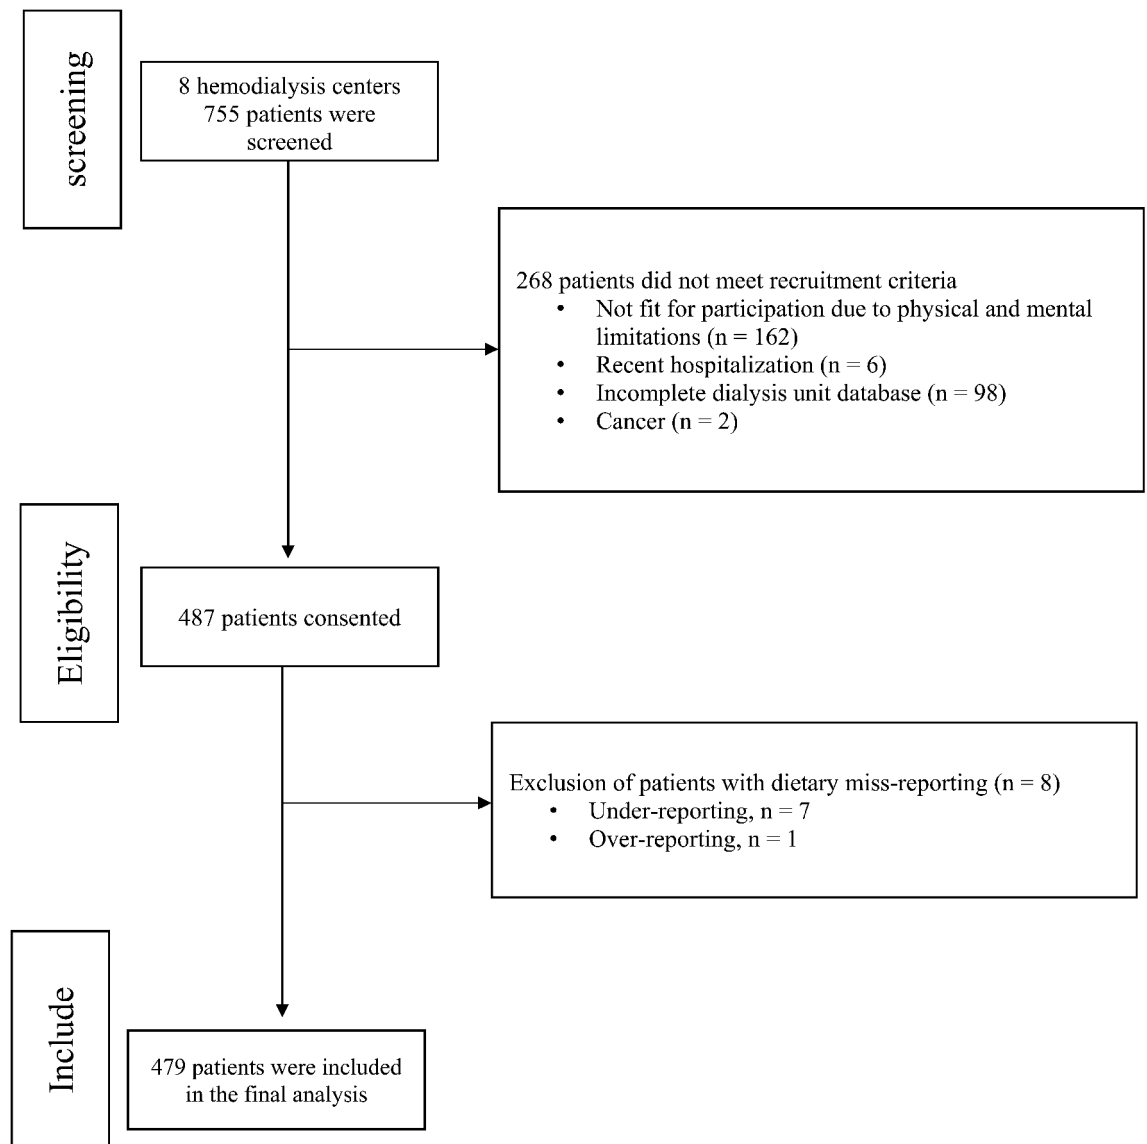 screening
8 hemodialysis centers
755 patients were
screened
268 patients did not meet recruitment criteria
• Not fit for participation due to physical and mental
limitations (n = 162)
• Recent hospitalization (n = 6)
• Incomplete dialysis unit database (n = 98)
• Cancer (n = 2)
Eligibility
487 patients consented
Exclusion of patients with dietary miss-reporting (n = 8)
• Under-reporting, n = 7
• Over-reporting, n = 1
Include
479 patients were included
in the final analysis